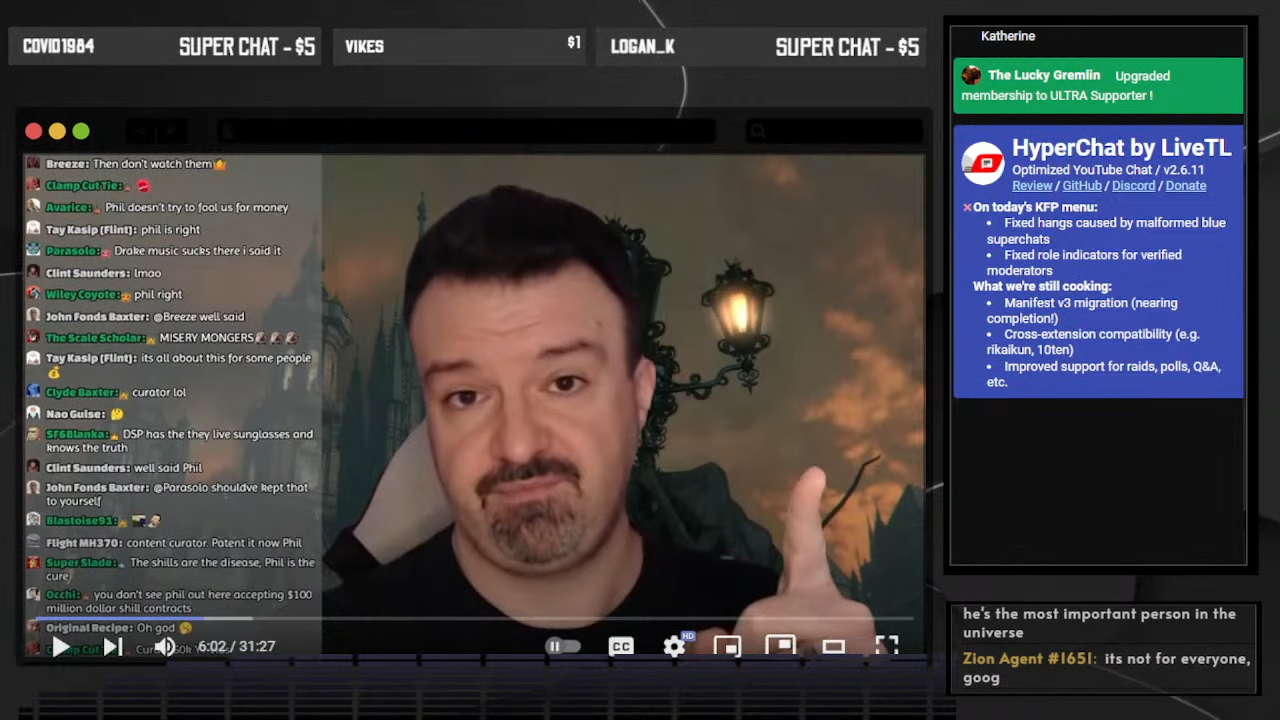 COVID1984
SUPER CHAT - $5
VIKES
$1
LOGAN_K
SUPER CHAT - $5
Breeze: Then don't watch them
Clamp Cut Tie:
Avarice: Phil doesn't try to fool us for money
Tay Kasip (Flint): phil is right
Parasolo: Drake music sucks there i said it
Clint Saunders: lmao
Wiley Coyote: phil right
John Fonds Baxter: @Breeze well said
The Scale Scholar: MISERY MONGERS
Tay Kasip (Flint): its all about this for some people
💰
Clyde Baxter: curator lol
Nao Guise: 🤔
SF6Blanka: DSP has the they live sunglasses and
knows the truth
Clint Saunders: well said Phil
John Fonds Baxter: @Parasolo shouldve kept that
to yourself
Blastoise91:
Flight MH370: content curator. Patent it now Phil
Super Slade: The shills are the disease, Phil is the
cure
Occhi: you don't see phil out here accepting $100
million dollar shill contracts
Original Recipe: Oh god
Clamp Cut
6:02 / 31:27
CC
HD
Katherine
The Lucky Gremlin Upgraded
membership to ULTRA Supporter !
HyperChat by LiveTL
Optimized YouTube Chat / v2.6.11
Review / GitHub / Discord / Donate
❌On today's KFP menu:
• Fixed hangs caused by malformed blue
superchats
• Fixed role indicators for verified
moderators
What we're still cooking:
• Manifest v3 migration (nearing
completion!)
• Cross-extension compatibility (e.g.
rikaikun, 10ten)
• Improved support for raids, polls, Q&A,
etc.
he's the most important person in the
universe
Zion Agent #1651: its not for everyone,
goog